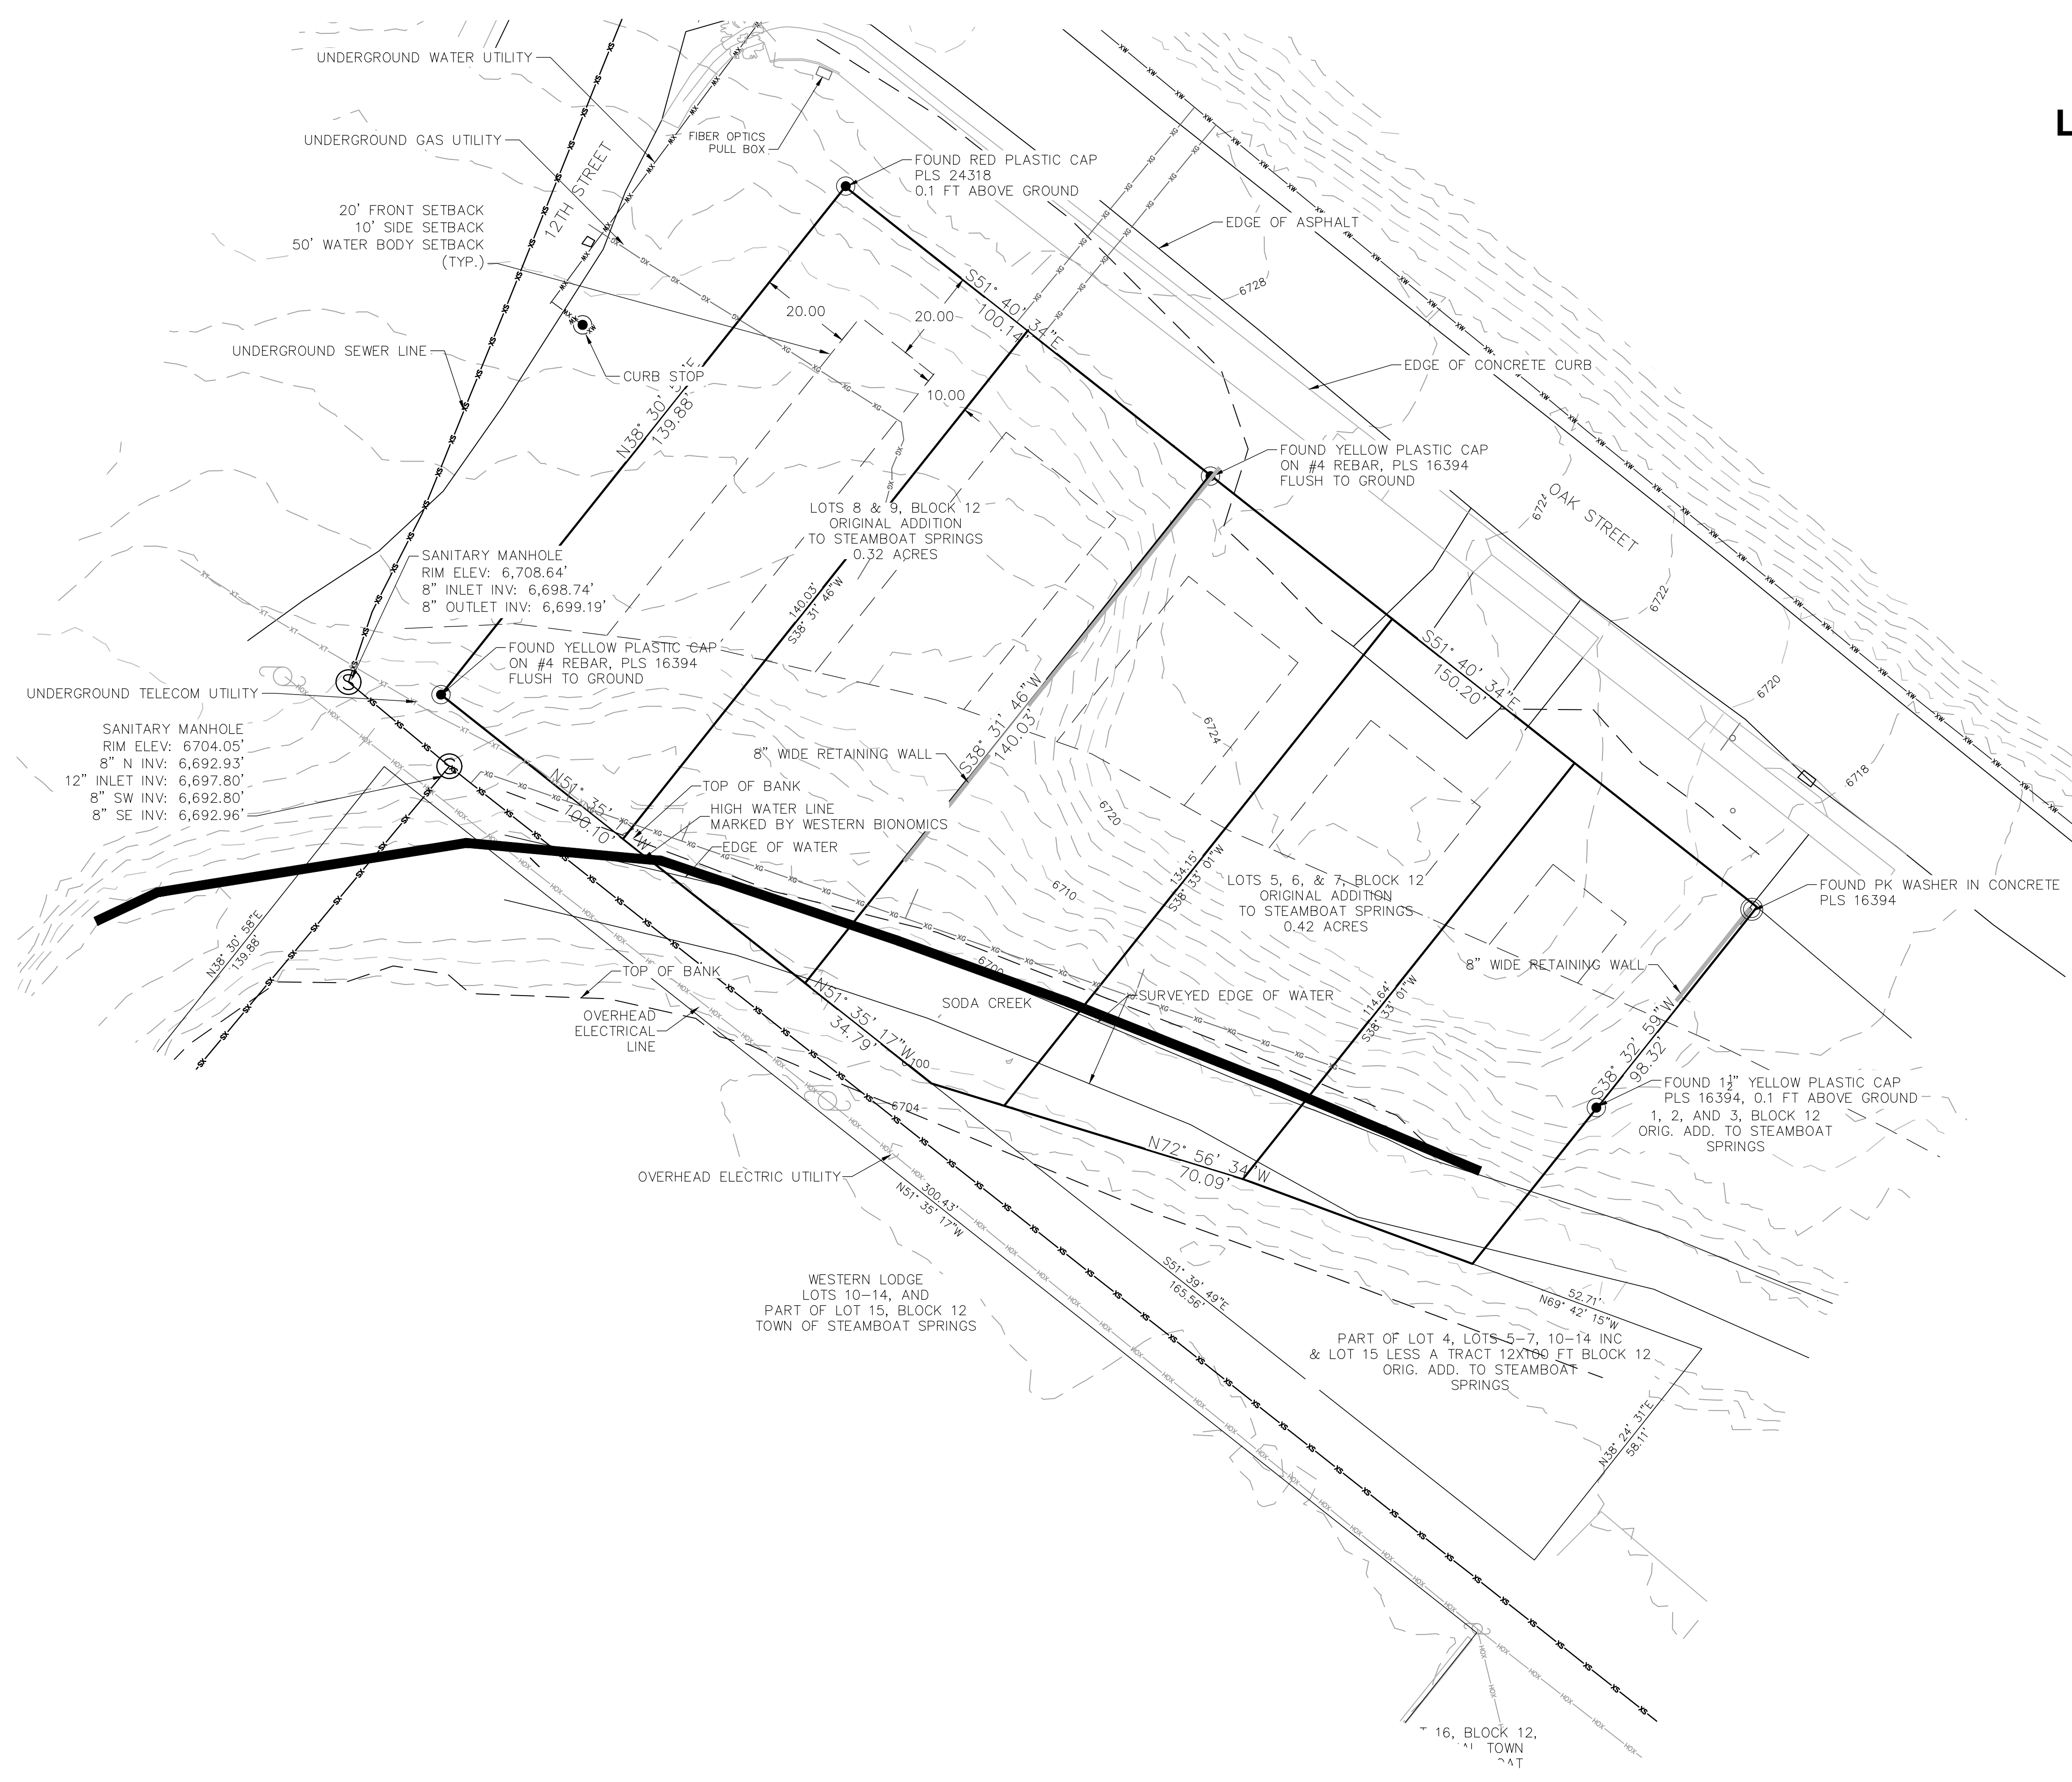 UNDERGROUND WATER UTILITY
L
UNDERGROUND GAS UTILITY
12TH STREET
FIBER OPTICS
PULL BOX
FOUND RED PLASTIC CAP
PLS 24318
0.1 FT ABOVE GROUND
20' FRONT SETBACK
10' SIDE SETBACK
50' WATER BODY SETBACK
(TYP.)
EDGE OF ASPHALT
6728
S51° 40' 34"E
100.14'
20.00
20.00
10.00
UNDERGROUND SEWER LINE
CURB STOP
EDGE OF CONCRETE CURB
139.88'
FOUND YELLOW PLASTIC CAP
ON #4 REBAR, PLS 16394
FLUSH TO GROUND
OAK STREET
LOTS 8 & 9, BLOCK 12
ORIGINAL ADDITION
TO STEAMBOAT SPRINGS
0.32 ACRES
SANITARY MANHOLE
RIM ELEV: 6,708.64'
8" INLET INV: 6,698.74'
8" OUTLET INV: 6,699.19'
140.03'
S38° 31' 46"W
6722
FOUND YELLOW PLASTIC CAP
ON #4 REBAR, PLS 16394
FLUSH TO GROUND
S51° 40' 34"E
150.20'
6720
UNDERGROUND TELECOM UTILITY
S38° 31' 46"W
140.03'
6724
SANITARY MANHOLE
RIM ELEV: 6704.05'
8" N INV: 6,692.93'
12" INLET INV: 6,697.80'
8" SW INV: 6,692.80'
8" SE INV: 6,692.96'
8" WIDE RETAINING WALL
6718
TOP OF BANK
HIGH WATER LINE
MARKED BY WESTERN BIONOMICS
EDGE OF WATER
N51° 35'
100.10'
6720
6710
134.15'
S38° 33' 01"W
LOTS 5, 6, & 7, BLOCK 12
ORIGINAL ADDITION
TO STEAMBOAT SPRINGS
0.42 ACRES
FOUND PK WASHER IN CONCRETE
PLS 16394
N38° 30' 58"E
139.88'
8" WIDE RETAINING WALL
TOP OF BANK
6700
SODA CREEK
SURVEYED EDGE OF WATER
OVERHEAD
ELECTRICAL
LINE
N51° 35' 17"W
34.79'
114.64'
S38° 33' 01"W
S38° 32' 59"W
98.32'
FOUND 1½" YELLOW PLASTIC CAP
PLS 16394, 0.1 FT ABOVE GROUND
6704
1, 2, AND 3, BLOCK 12
ORIG. ADD. TO STEAMBOAT
SPRINGS
N72° 56' 34"W
70.09'
OVERHEAD ELECTRIC UTILITY
300.43'
N51° 35' 17"W
S51° 39' 49"E
165.56'
WESTERN LODGE
LOTS 10-14, AND
PART OF LOT 15, BLOCK 12
TOWN OF STEAMBOAT SPRINGS
52.71'
N69° 42' 15"W
PART OF LOT 4, LOTS 5-7, 10-14 INC
& LOT 15 LESS A TRACT 12X100 FT BLOCK 12
ORIG. ADD. TO STEAMBOAT
SPRINGS
N38° 24' 31"E
58.11'
16, BLOCK 12,
TOWN